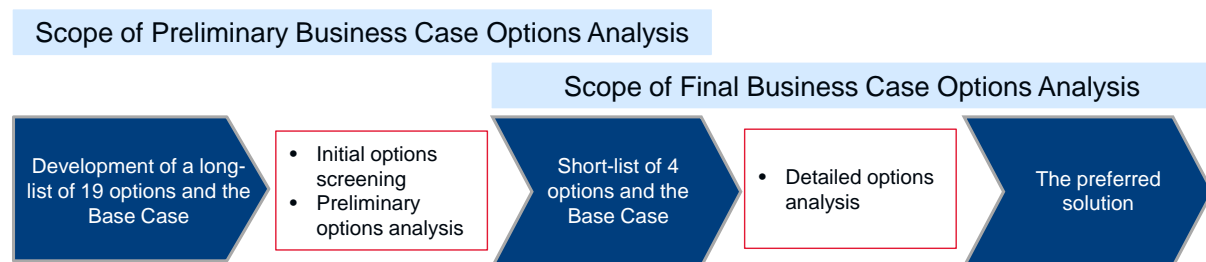 Scope of Preliminary Business Case Options Analysis
Scope of Final Business Case Options Analysis
Development of a long-
list of 19 options and the
Base Case
• Initial options
screening
• Preliminary
options analysis
Short-list of 4
options and the
Base Case
• Detailed options
analysis
The preferred
solution